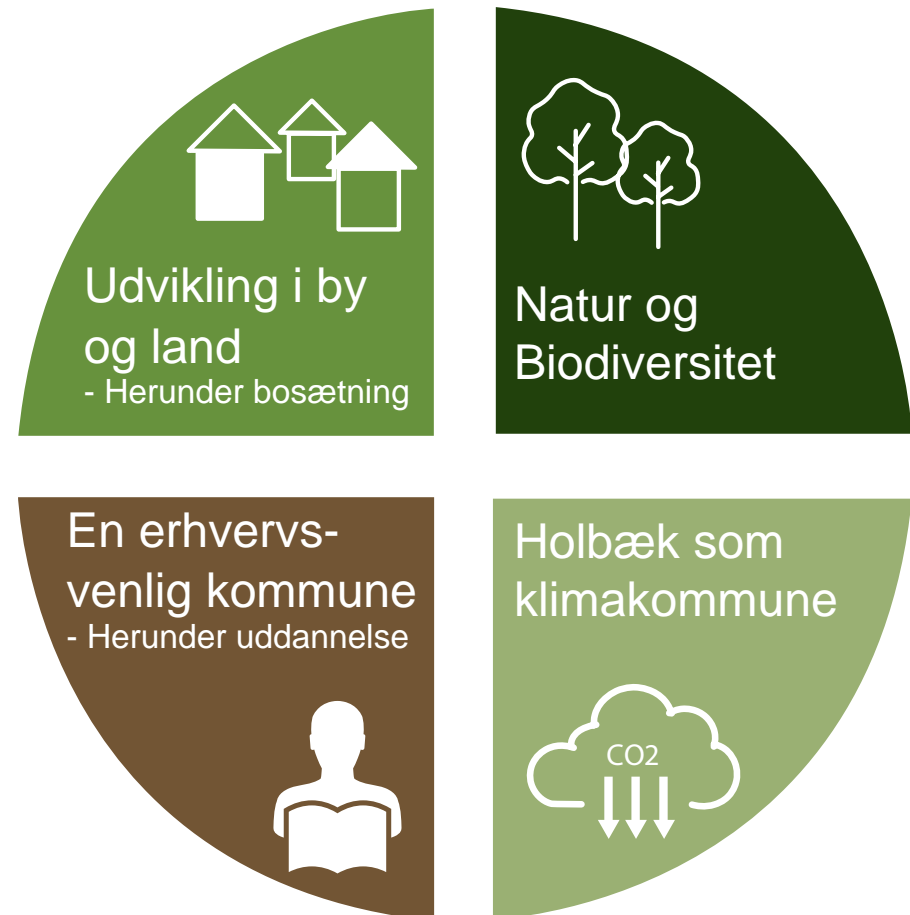 Udvikling i by
og land
- Herunder bosætning
Natur og
Biodiversitet
En erhvervs-
venlig kommune
- Herunder uddannelse
Holbæk som
klimakommune
CO2